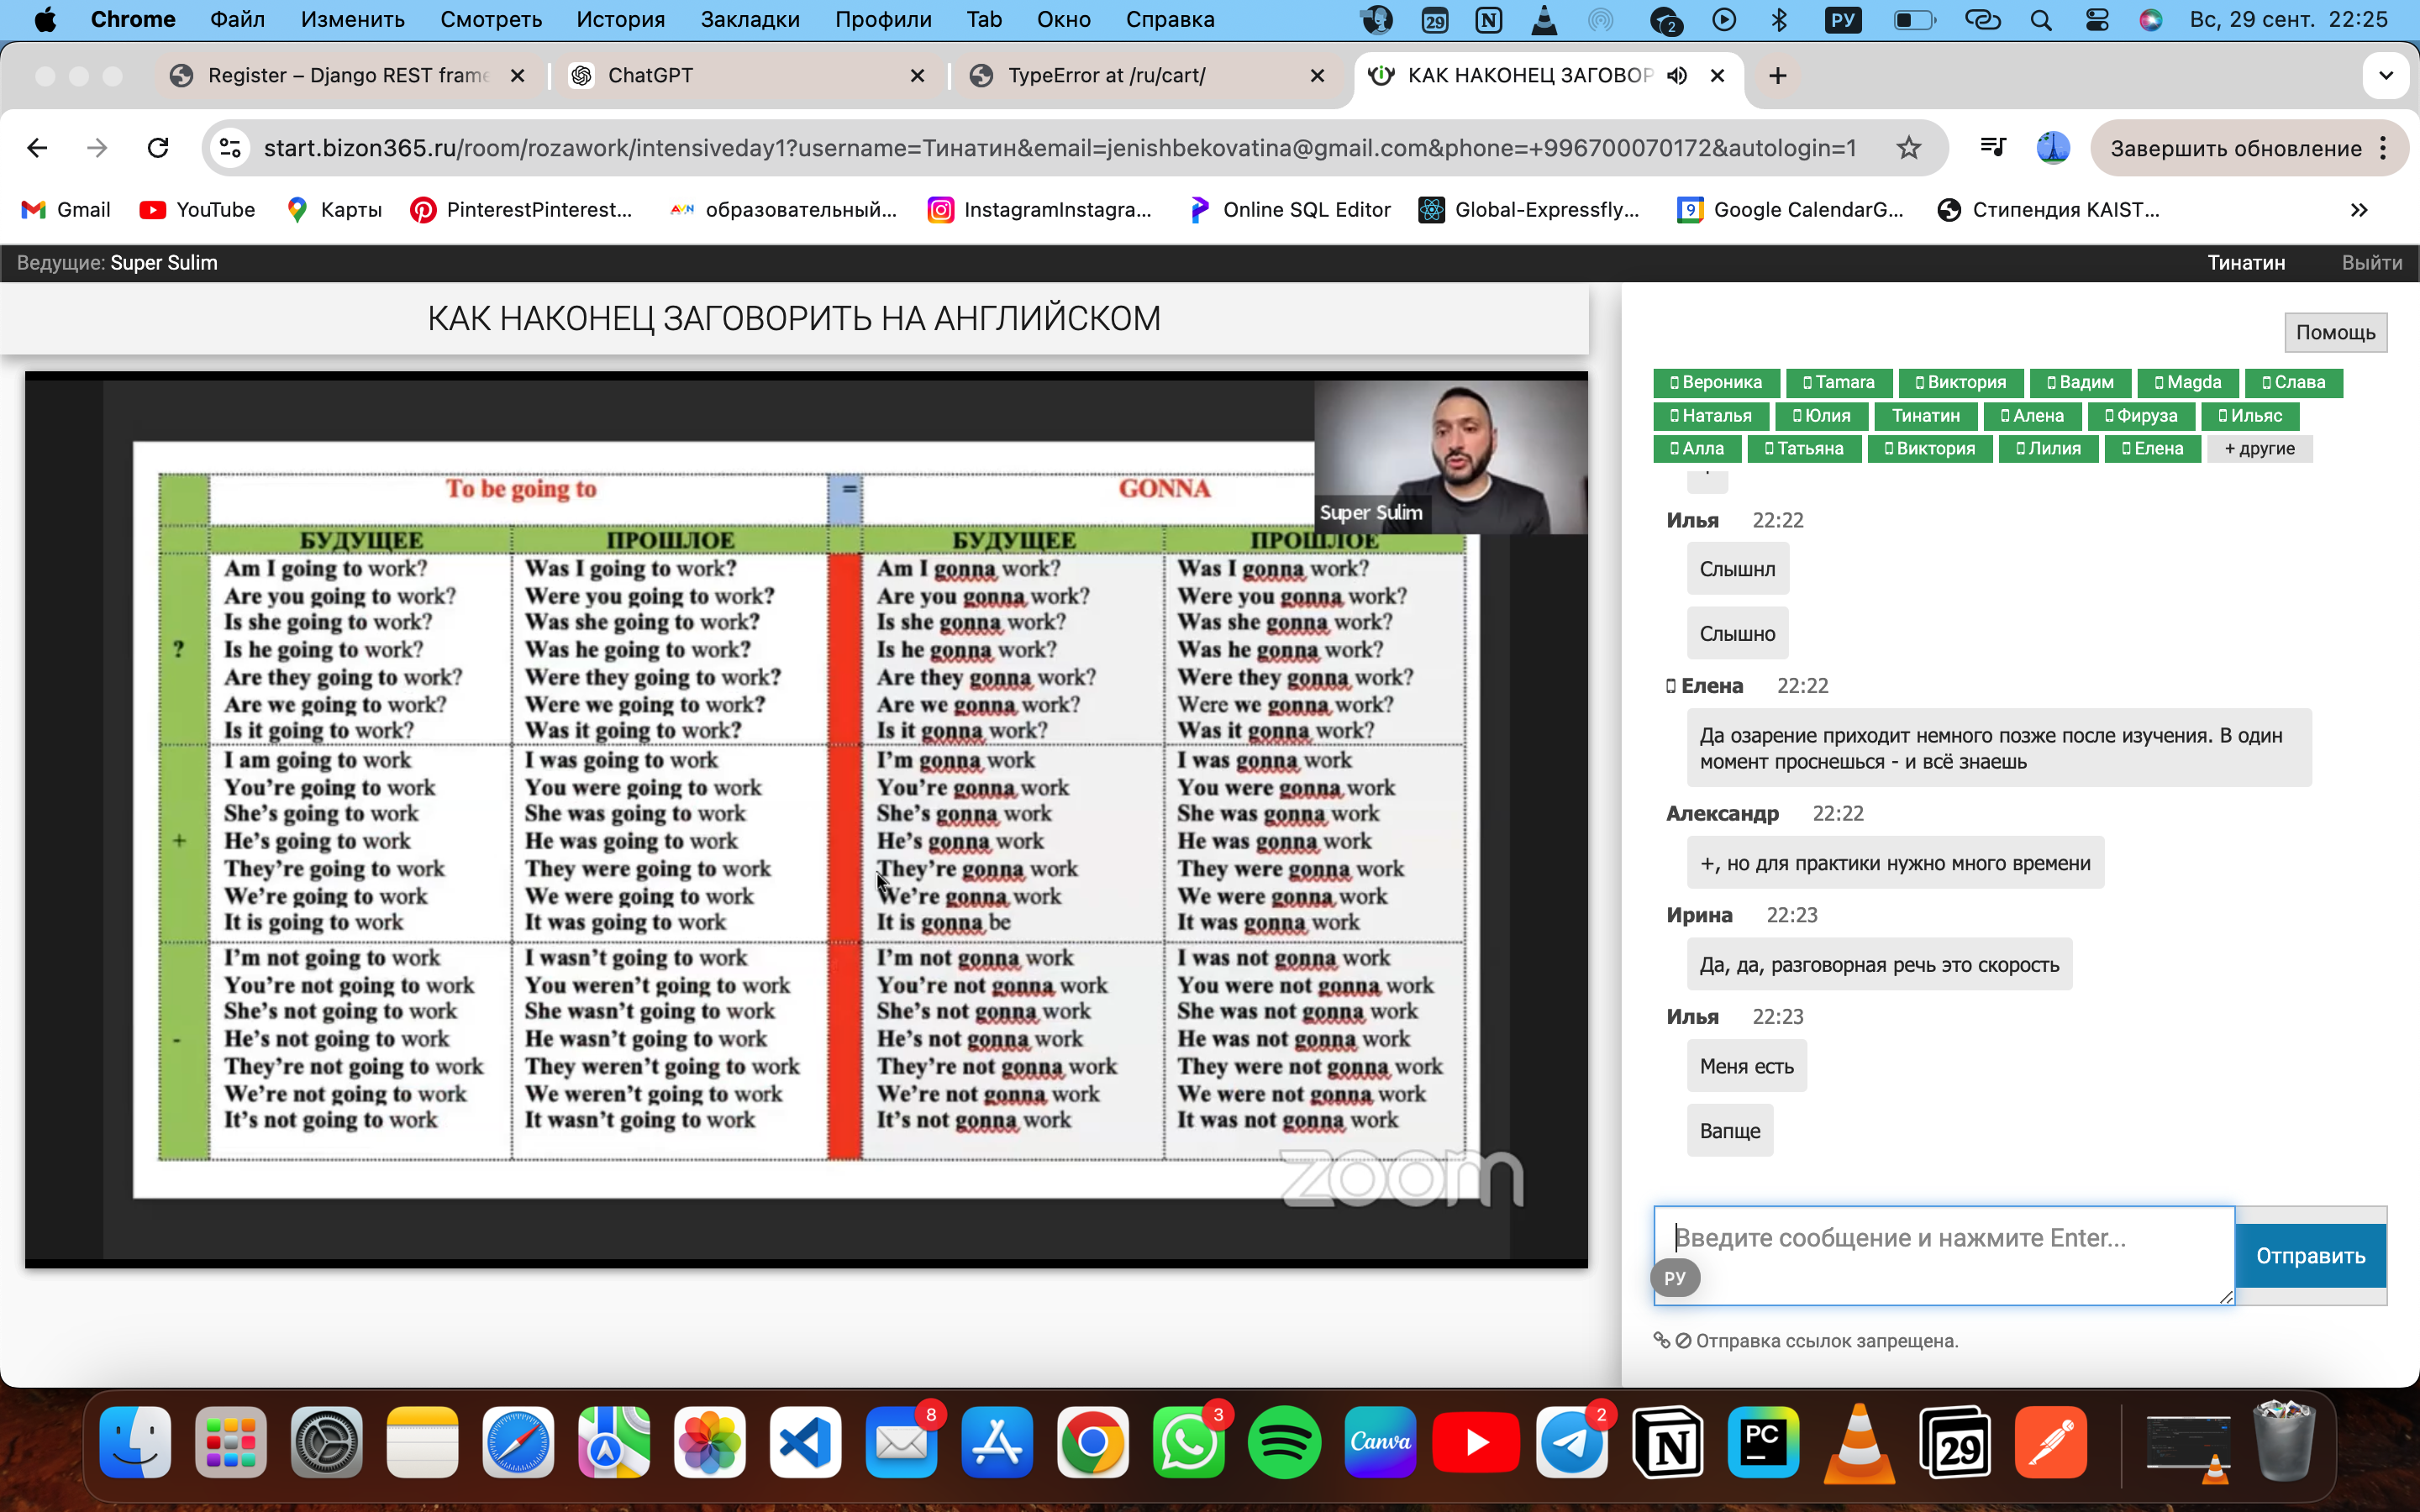 Chrome Файл Изменить Смотреть История Закладки Профили Tab Окно Справка 29 2 РУ Вс, 29 сент. 22:25
Register – Django REST frame ChatGPT TypeError at /ru/cart/ КАК НАКОНЕЦ ЗАГОВОР
start.bizon365.ru/room/rozawork/intensiveday1?username=Тинатин&email=jenishbekovatina@gmail.com&phone=+996700070172&autologin=1 Завершить обновление
Gmail YouTube Карты PinterestPinterest... образовательный... InstagramInstagra... Online SQL Editor Global-Expressfly... 9 Google CalendarG... Стипендия KAIST...
Ведущие: Super Sulim Тинатин Выйти
КАК НАКОНЕЦ ЗАГОВОРИТЬ НА АНГЛИЙСКОМ
Super Sulim
To be going to = GONNA
БУДУЩЕЕ ПРОШЛОЕ БУДУЩЕЕ ПРОШЛОЕ
Am I going to work? Was I going to work? Am I gonna work? Was I gonna work?
Are you going to work? Were you going to work? Are you gonna work? Were you gonna work?
Is she going to work? Was she going to work? Is she gonna work? Was she gonna work?
? Is he going to work? Was he going to work? Is he gonna work? Was he gonna work?
Are they going to work? Were they going to work? Are they gonna work? Were they gonna work?
Are we going to work? Were we going to work? Are we gonna work? Were we gonna work?
Is it going to work? Was it going to work? Is it gonna work? Was it gonna work?
I am going to work I was going to work I'm gonna work I was gonna work
You're going to work You were going to work You're gonna work You were gonna work
She's going to work She was going to work She's gonna work She was gonna work
+ He's going to work He was going to work He's gonna work He was gonna work
They're going to work They were going to work They're gonna work They were gonna work
We're going to work We were going to work We're gonna work We were gonna work
It is going to work It was going to work It is gonna be It was gonna work
I'm not going to work I wasn't going to work I'm not gonna work I was not gonna work
You're not going to work You weren't going to work You're not gonna work You were not gonna work
She's not going to work She wasn't going to work She's not gonna work She was not gonna work
- He's not going to work He wasn't going to work He's not gonna work He was not gonna work
They're not going to work They weren't going to work They're not gonna work They were not gonna work
We're not going to work We weren't going to work We're not gonna work We were not gonna work
It's not going to work It wasn't going to work It's not gonna work It was not gonna work
zoom
Помощь
Вероника Tamara Виктория Вадим Magda Слава
Наталья Юлия Тинатин Алена Фируза Ильяс
Алла Татьяна Виктория Лилия Елена + другие
Илья 22:22
Слышнл
Слышно
Елена 22:22
Да озарение приходит немного позже после изучения. В один
момент проснешься - и всё знаешь
Александр 22:22
+, но для практики нужно много времени
Ирина 22:23
Да, да, разговорная речь это скорость
Илья 22:23
Меня есть
Вапще
Введите сообщение и нажмите Enter...
РУ
Отправить
Отправка ссылок запрещена.
8 3 Canva 2 N PC 29